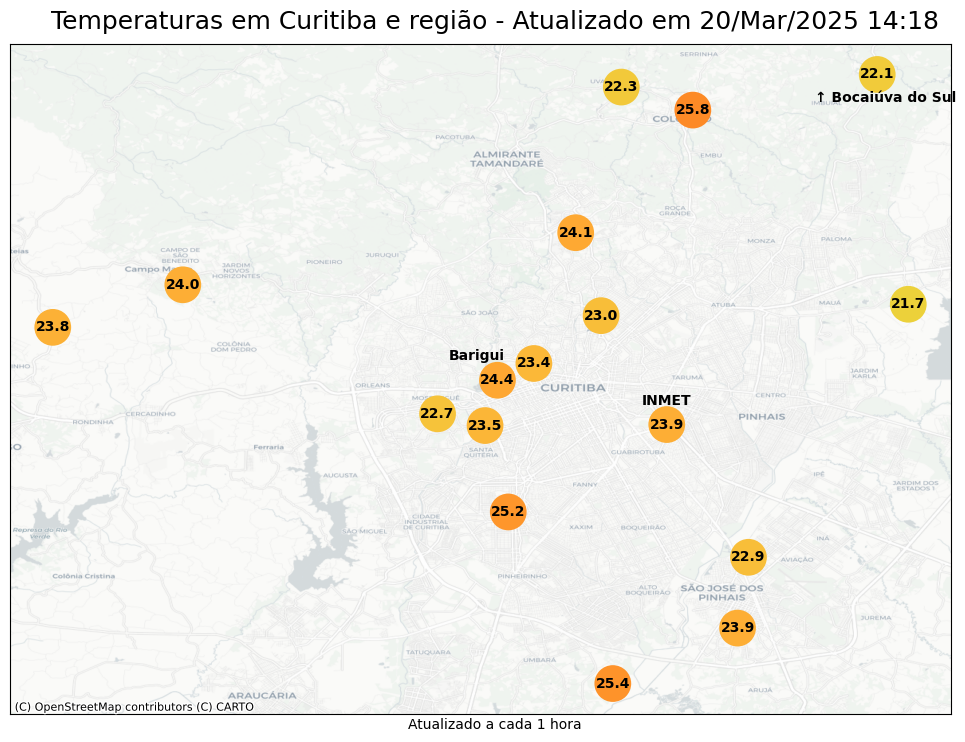 Temperaturas em Curitiba e região - Atualizado em 20/Mar/2025 14:18
SERRINHA
22.1
22.3
↑ Bocaiúva do Sul
25.8
PACOTUBA
ALMIRANTE
TAMANDARÉ
EMBU
ROÇA
GRANDE
24.1
MONZA
PALOMA
CAMPO DE
SÃO
BENEDITO
JURUQUI
PIONEIRO
JARDIM
NOVOS
HORIZONTES
24.0
21.7
MAUÁ
ATUBA
SÃO JOÃO
23.0
23.8
COLÔNIA
DOM PEDRO
Barigui
23.4
24.4
CURITIBA
TARUMÃ
JARDIM
KARLA
ORLEANS
CENTRO
INMET
22.7
23.5
23.9
PINHAIS
CERCADINHO
RONDINHA
Ferraria
SANTA
QUITÉRIA
GUABIROTUBA
AUGUSTA
IPÊ
FANNY
JARDIM DOS
ESTADOS I
25.2
CIDADE
INDUSTRIAL
DE CURITIBA
SÃO MIGUEL
XAXIM
BOQUEIRÃO
Represa do Rio
Verde
INÁ
22.9
AVIAÇÃO
Colônia Cristina
PINHEIRINHO
ALTO
BOQUEIRÃO
SÃO JOSÉ DOS
PINHAIS
JUREMA
23.9
TATUQUARA
UMBARÁ
25.4
ARUJÁ
ARAUCÁRIA
(C) OpenStreetMap contributors (C) CARTO
Atualizado a cada 1 hora